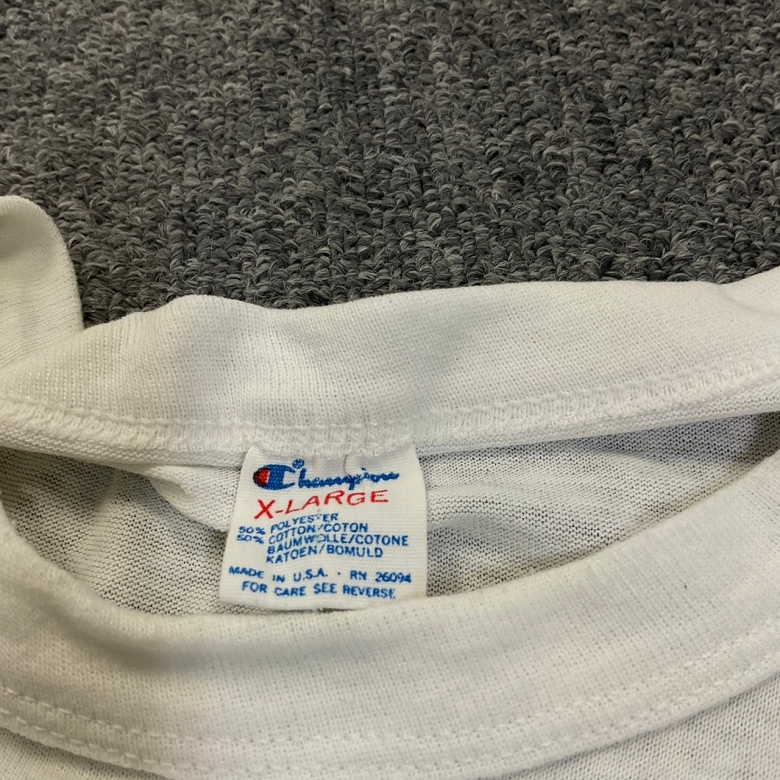 Champion®
X-LARGE
50% POLYESTER
50% COTTON/COTON
BAUMWOLLE/COTONE
KATOEN/BOMULD
MADE IN U.S.A. · RN 26094
FOR CARE SEE REVERSE